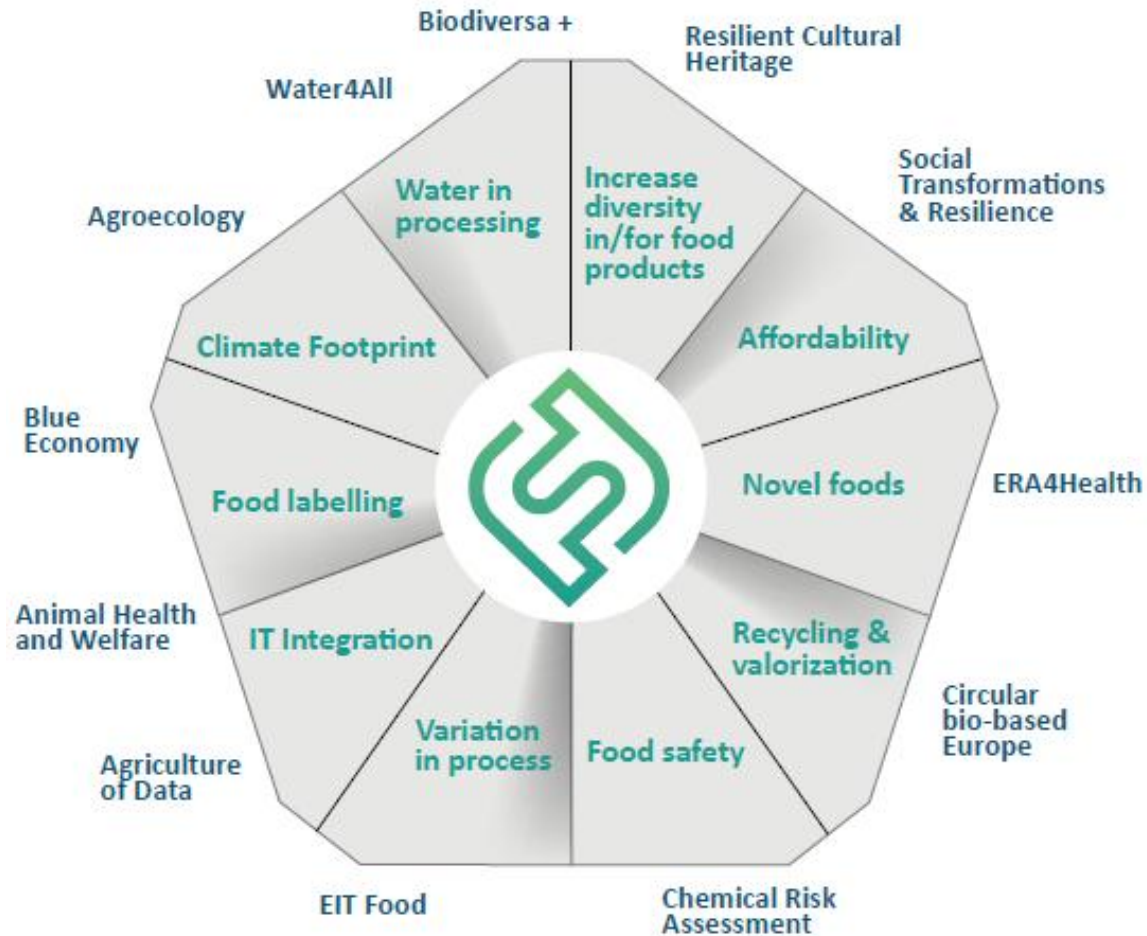 Biodiversa +
Resilient Cultural
Heritage
Water4All
Social
Transformations
& Resilience
Agroecology
Water in
processing
Increase
diversity
in/for food
products
Climate Footprint
Affordability
Blue
Economy
Food labelling
Novel foods
ERA4Health
Animal Health
and Welfare
IT Integration
Recycling &
valorization
Circular
bio-based
Europe
Agriculture
of Data
Variation
in process
Food safety
EIT Food
Chemical Risk
Assessment